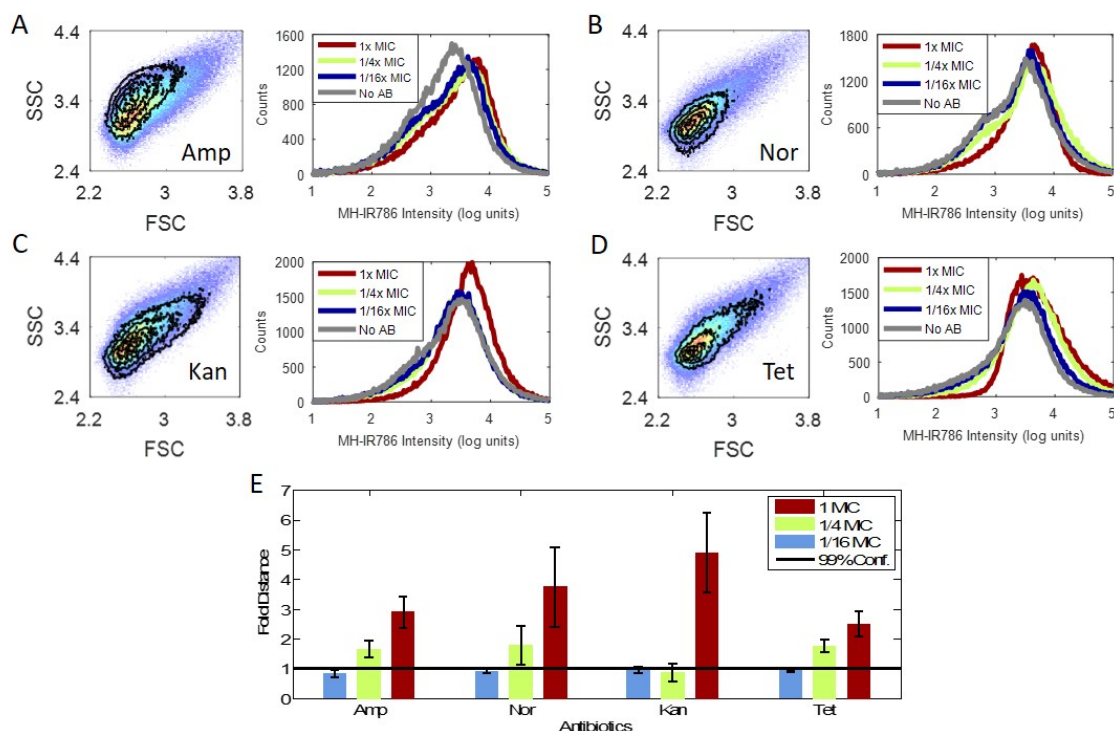 A
4.4
3.4
2.4
SSC
2.2
3
3.8
FSC
Amp
1500
1200
800
400
0
Counts
1x MIC
1/4x MIC
1/16x MIC
No AB
1
2
3
4
5
MH-IR786 Intensity (log units)
B
4.4
3.4
2.4
SSC
2.2
3
3.8
FSC
Nor
1800
1200
600
0
Counts
1x MIC
1/4x MIC
1/16x MIC
No AB
1
2
3
4
5
MH-IR786 Intensity (log units)
C
4.4
3.4
2.4
SSC
2.2
3
3.8
FSC
Kan
2000
1500
1000
500
0
Counts
1x MIC
1/4x MIC
1/16x MIC
No AB
1
2
3
4
5
MH-IR786 Intensity (log units)
D
4.4
3.4
2.4
SSC
2.2
3
3.8
FSC
Tet
2000
1500
1000
500
0
Counts
1x MIC
1/4x MIC
1/16x MIC
No AB
1
2
3
4
5
MH-IR786 Intensity (log units)
E
7
6
5
4
3
2
1
0
Fold Distance
1 MIC
1/4 MIC
1/16 MIC
99% Conf.
Amp
Nor
Kan
Tet
Antibiotics